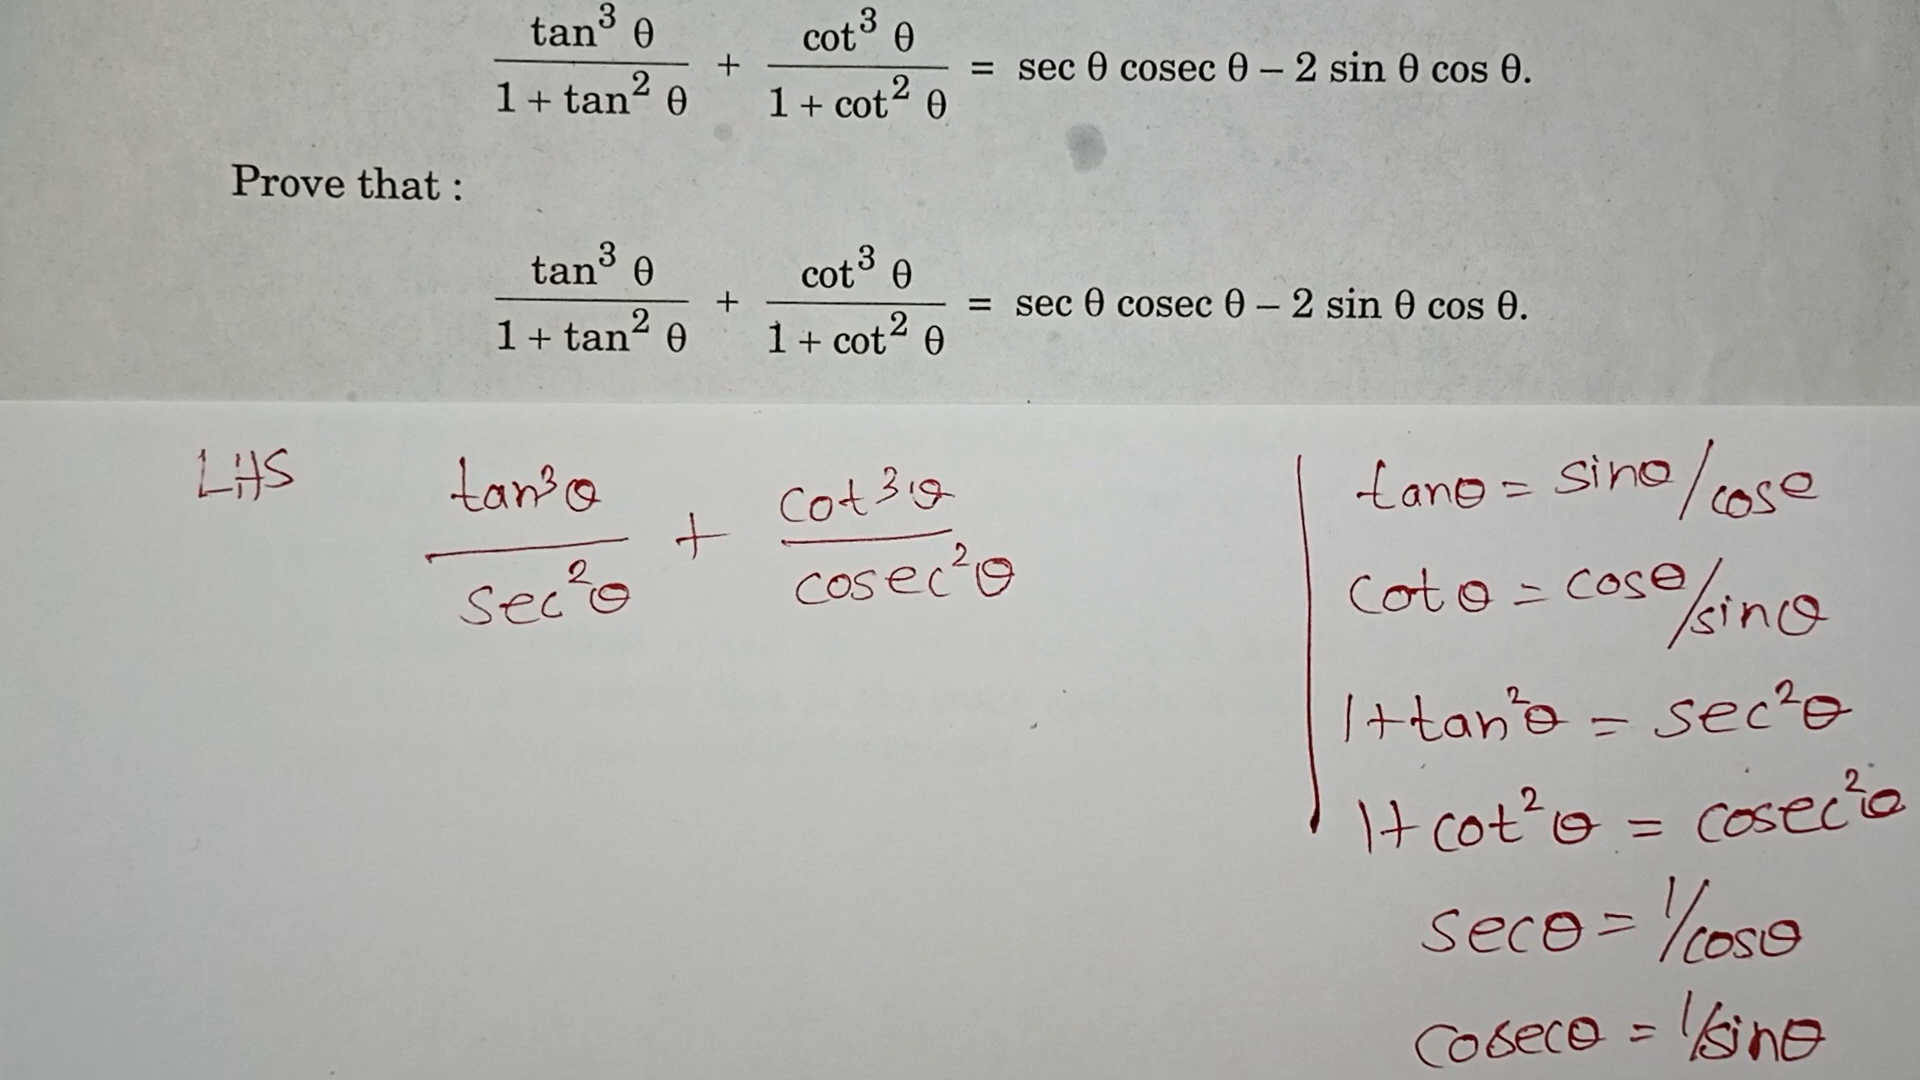 tan³ θ / 1 + tan² θ + cot³ θ / 1 + cot² θ = sec θ cosec θ – 2 sin θ cos θ.
Prove that :
tan³ θ / 1 + tan² θ + cot³ θ / 1 + cot² θ = sec θ cosec θ – 2 sin θ cos θ.
LHS tan³θ / sec²θ + cot³θ / cosec²θ
tanθ = sinθ/cosθ
cotθ = cosθ/sinθ
1+tan²θ = sec²θ
1+cot²θ = cosec²θ
secθ = 1/cosθ
cosecθ = 1/sinθ